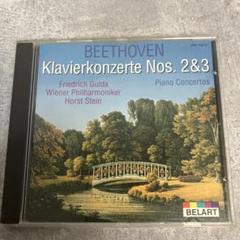 BEETHOVEN
Klavierkonzerte Nos. 2&3
Piano Concertos
Friedrich Gulda
Wiener Philharmoniker
Horst Stein
BELART